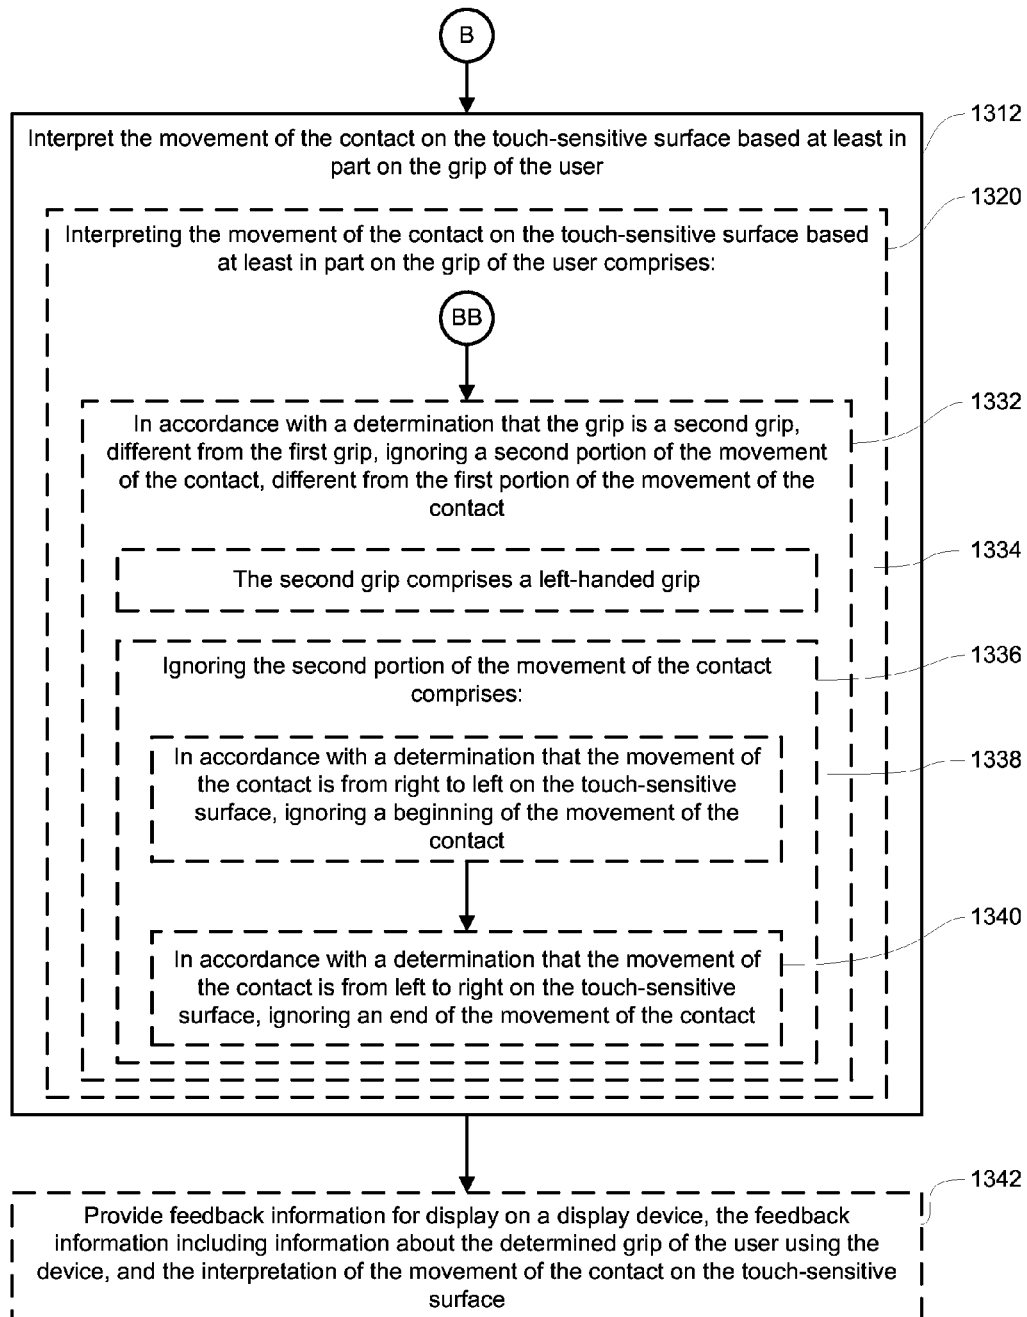 B
1312
Interpret the movement of the contact on the touch-sensitive surface based at least in
part on the grip of the user
1320
Interpreting the movement of the contact on the touch-sensitive surface based
at least in part on the grip of the user comprises:
BB
1332
In accordance with a determination that the grip is a second grip,
different from the first grip, ignoring a second portion of the movement
of the contact, different from the first portion of the movement of the
contact
1334
The second grip comprises a left-handed grip
1336
Ignoring the second portion of the movement of the contact
comprises:
1338
In accordance with a determination that the movement of
the contact is from right to left on the touch-sensitive
surface, ignoring a beginning of the movement of the
contact
1340
In accordance with a determination that the movement of
the contact is from left to right on the touch-sensitive
surface, ignoring an end of the movement of the contact
1342
Provide feedback information for display on a display device, the feedback
information including information about the determined grip of the user using the
device, and the interpretation of the movement of the contact on the touch-sensitive
surface